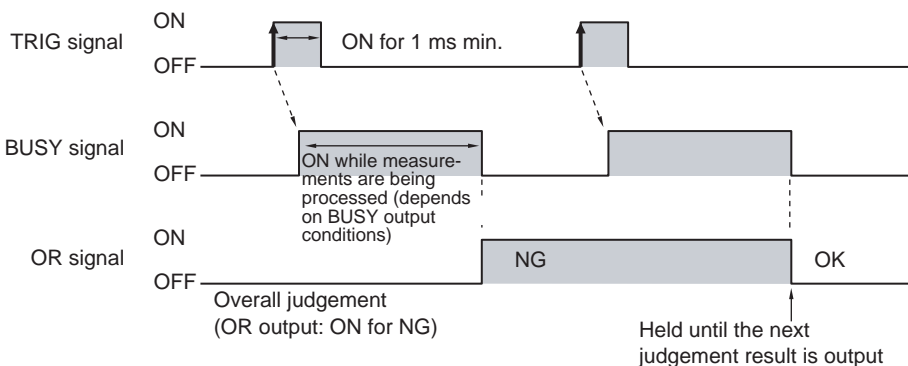 ON
TRIG signal
ON for 1 ms min.
OFF
ON
BUSY signal
OFF
ON while measure-
ments are being
processed (depends
on BUSY output
conditions)
ON
OR signal
NG
OK
OFF
Overall judgement
(OR output: ON for NG)
Held until the next
judgement result is output